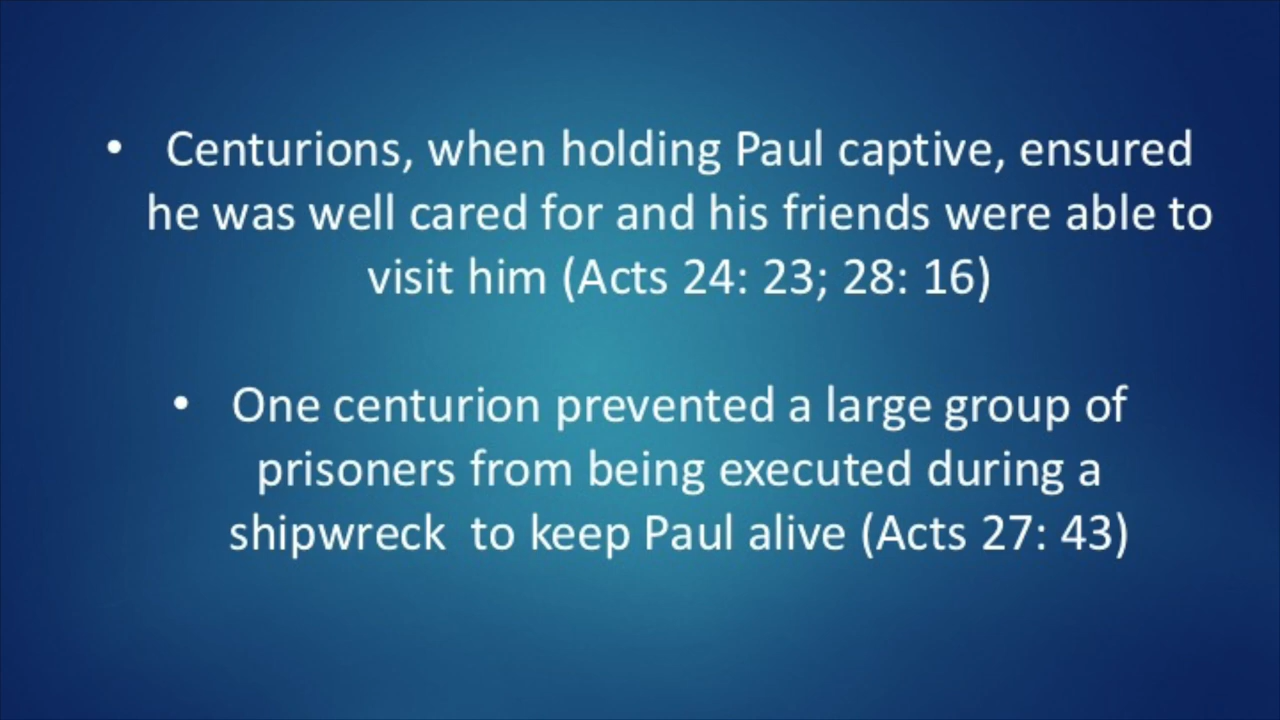 • Centurions, when holding Paul captive, ensured
he was well cared for and his friends were able to
visit him (Acts 24: 23; 28: 16)
• One centurion prevented a large group of
prisoners from being executed during a
shipwreck  to keep Paul alive (Acts 27: 43)